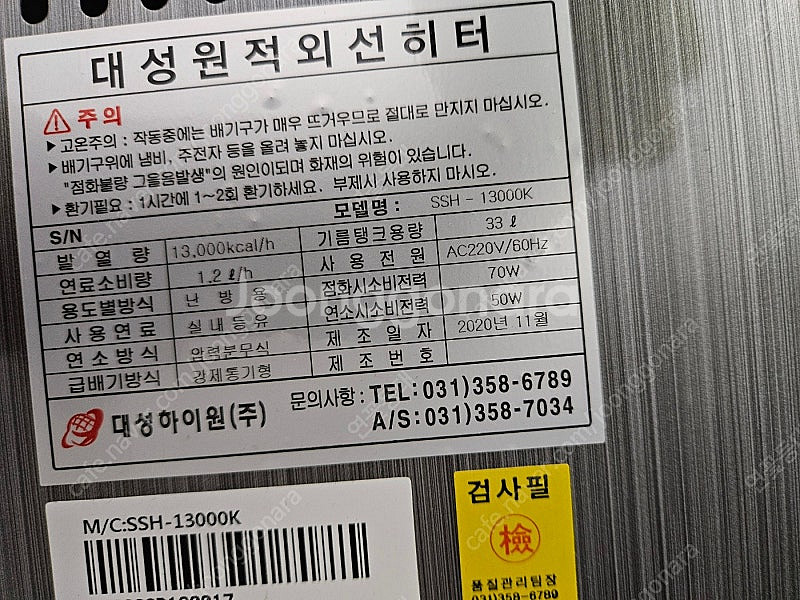 대성원적외선히터
주의
▶ 고온주의 : 작동중에는 배기구가 매우 뜨거우므로 절대로 만지지 마십시오.
▶ 배기구위에 냄비, 주전자 등을 올려 놓지 마십시오.
"점화불량 그을음발생"의 원인이되며 화재의 위험이 있습니다.
▶ 환기필요 : 1시간에 1~2회 환기하세요. 부재시 사용하지 마시오.
S/N 모델명 : SSH - 13000K
발열량 13,000kcal/h 기름탱크용량 33 ℓ
연료소비량 1.2 ℓ/h 사용전원 AC220V/60Hz
용도별방식 난방용 점화시소비전력 70W
사용연료 실내등유 연소시소비전력 50W
연소방식 압력분무식 제조일자 2020년 11월
급배기방식 강제통기형 제조번호
대성하이원(주) 문의사항 : TEL:031)358-6789
A/S:031)358-7034
M/C:SSH-13000K
검사필
檢
품질관리팀장
031)358-6789
Joonggonara